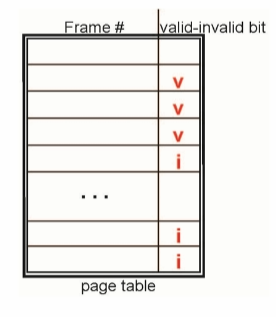 Frame # valid-invalid bit
v
v
v
i
...
i
i
page table